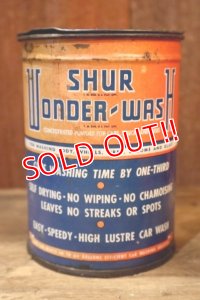 SHUR
WONDER-WASH
SOLD OUT!!
WASHING TIME BY ONE-THIRD
SELF DRYING - NO WIPING - NO CHAMOISING
LEAVES NO STREAKS OR SPOTS
EASY - SPEEDY - HIGH LUSTRE CAR WASH